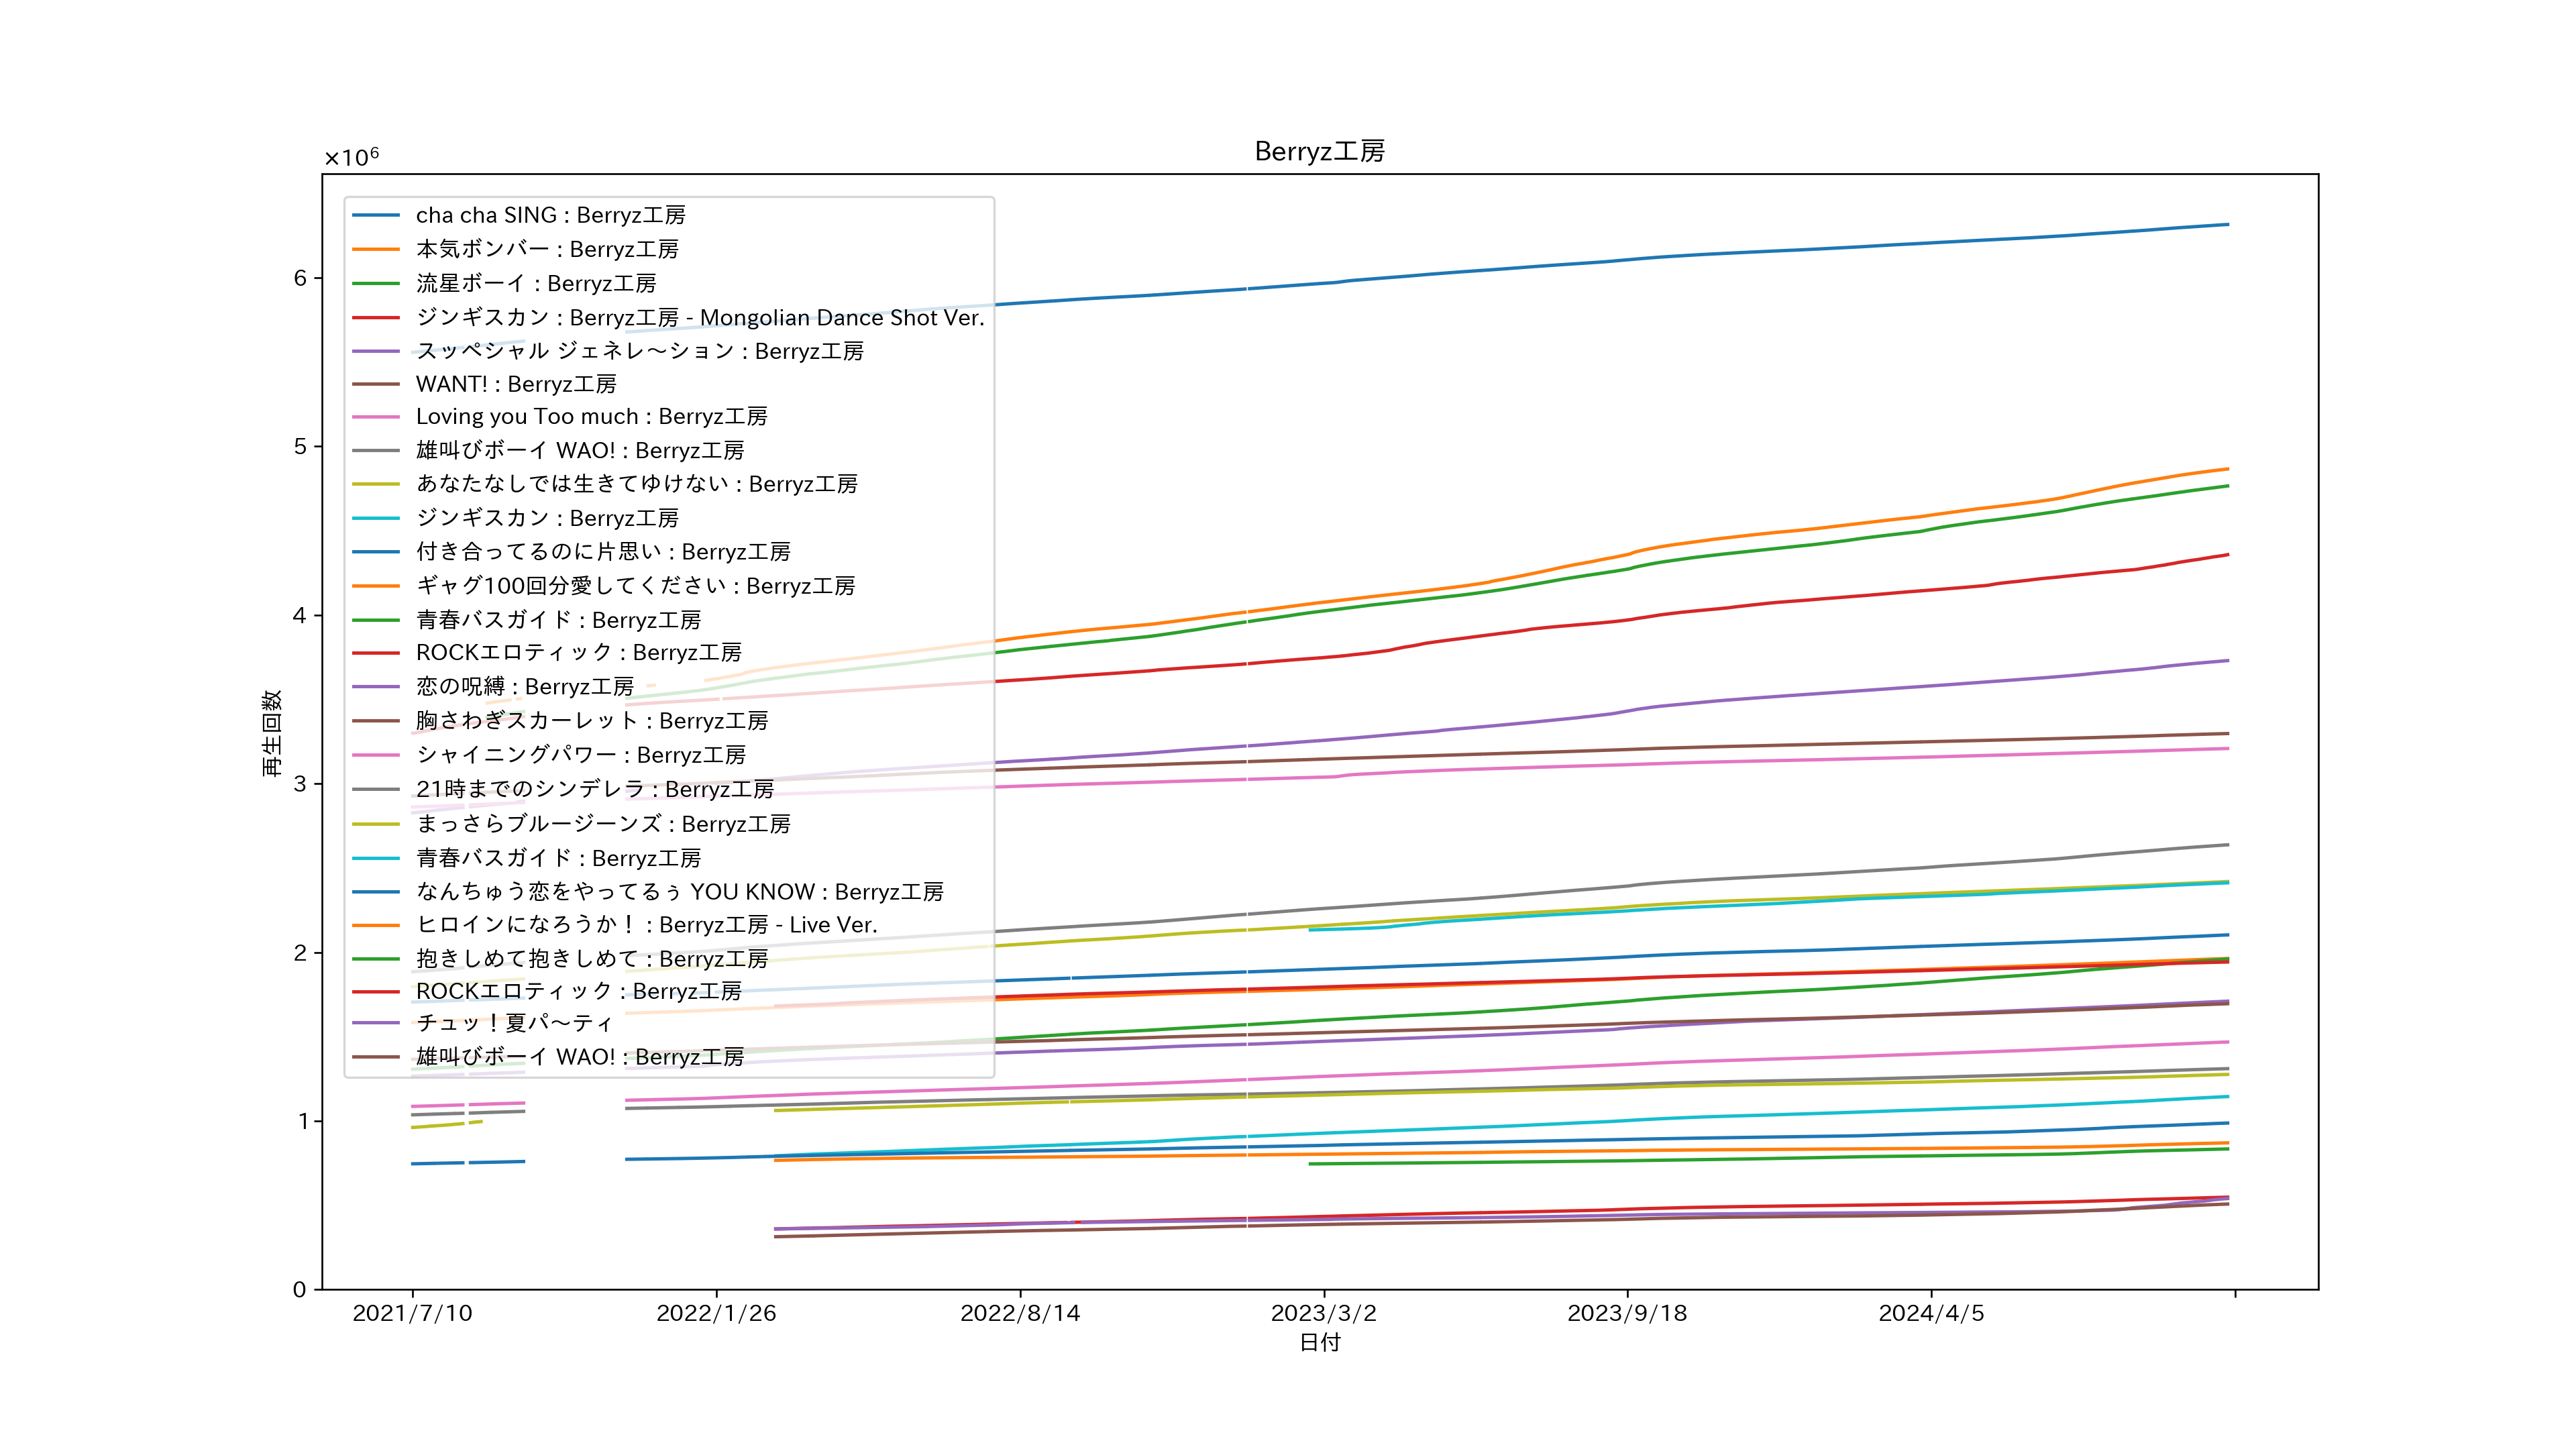 Berryz工房
×10⁶
cha cha SING : Berryz工房
本気ボンバー : Berryz工房
流星ボーイ : Berryz工房
ジンギスカン : Berryz工房 - Mongolian Dance Shot Ver.
スッペシャル ジェネレ〜ション : Berryz工房
WANT! : Berryz工房
Loving you Too much : Berryz工房
雄叫びボーイ WAO! : Berryz工房
あなたなしでは生きてゆけない : Berryz工房
ジンギスカン : Berryz工房
付き合ってるのに片思い : Berryz工房
ギャグ100回分愛してください : Berryz工房
青春バスガイド : Berryz工房
ROCKエロティック : Berryz工房
恋の呪縛 : Berryz工房
胸さわぎスカーレット : Berryz工房
シャイニングパワー : Berryz工房
21時までのシンデレラ : Berryz工房
まっさらブルージーンズ : Berryz工房
青春バスガイド : Berryz工房
なんちゅう恋をやってるぅ YOU KNOW : Berryz工房
ヒロインになろうか！ : Berryz工房 - Live Ver.
抱きしめて抱きしめて : Berryz工房
ROCKエロティック : Berryz工房
チュッ！夏パ〜ティ
雄叫びボーイ WAO! : Berryz工房
再生回数
6
5
4
3
2
1
0
2021/7/10 2022/1/26 2022/8/14 2023/3/2 2023/9/18 2024/4/5
日付